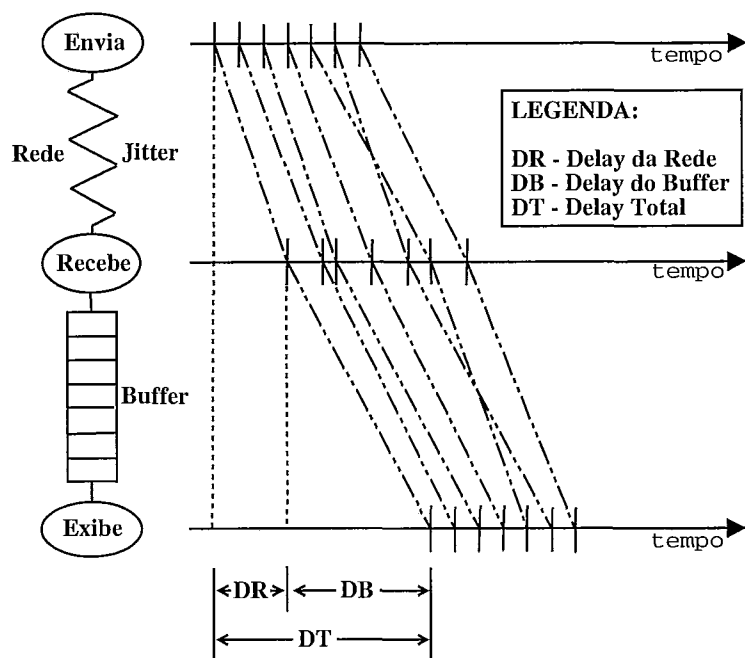 Envia
tempo
LEGENDA:
DR - Delay da Rede
DB - Delay do Buffer
DT - Delay Total
Rede
Jitter
Recebe
tempo
Buffer
Exibe
tempo
DR
DB
DT